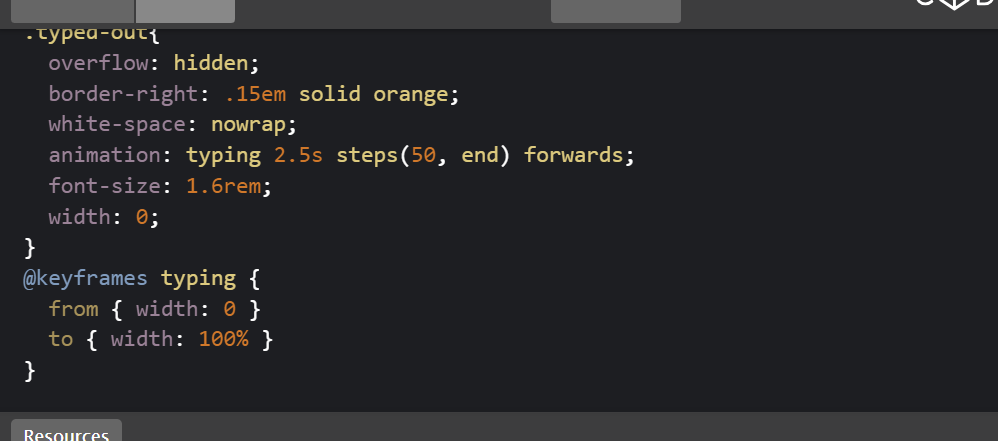 .typed-out{
overflow: hidden;
border-right: .15em solid orange;
white-space: nowrap;
animation: typing 2.5s steps(50, end) forwards;
font-size: 1.6rem;
width: 0;
}
@keyframes typing {
from { width: 0 }
to { width: 100% }
}
Resources